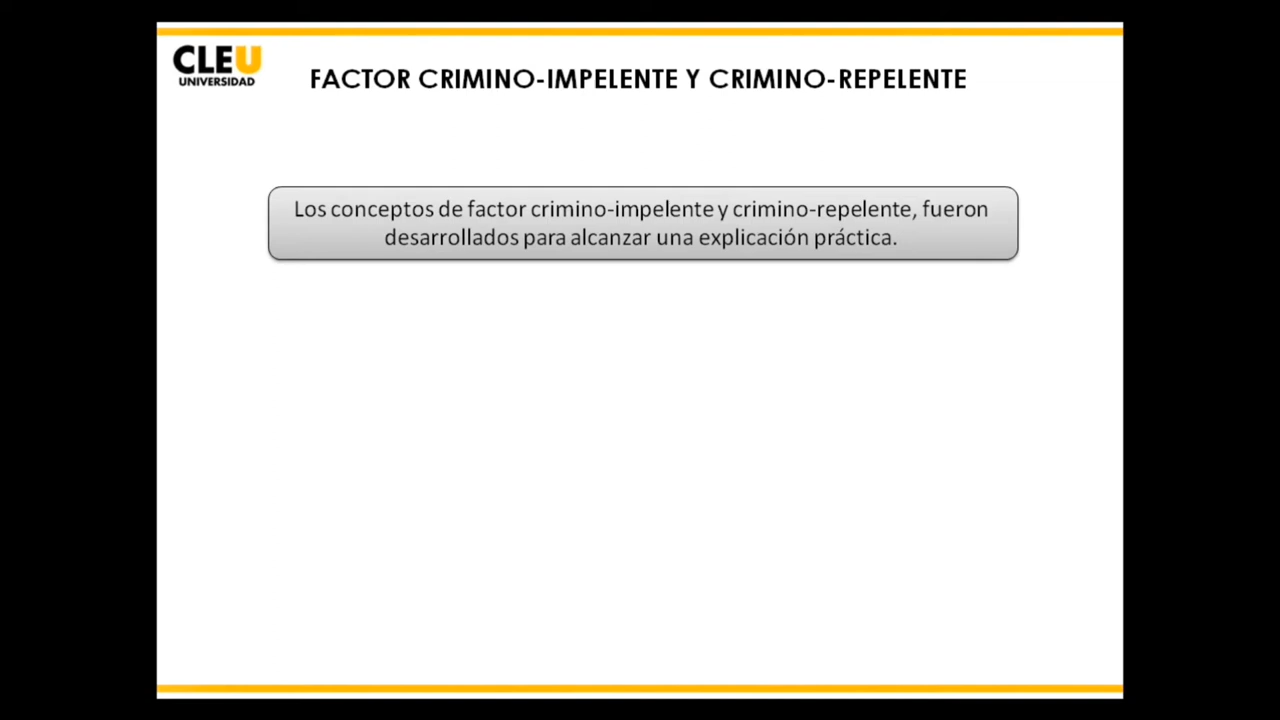 CLEU
UNIVERSIDAD
FACTOR CRIMINO-IMPELENTE Y CRIMINO-REPELENTE
Los conceptos de factor crimino-impelente y crimino-repelente, fueron
desarrollados para alcanzar una explicación práctica.